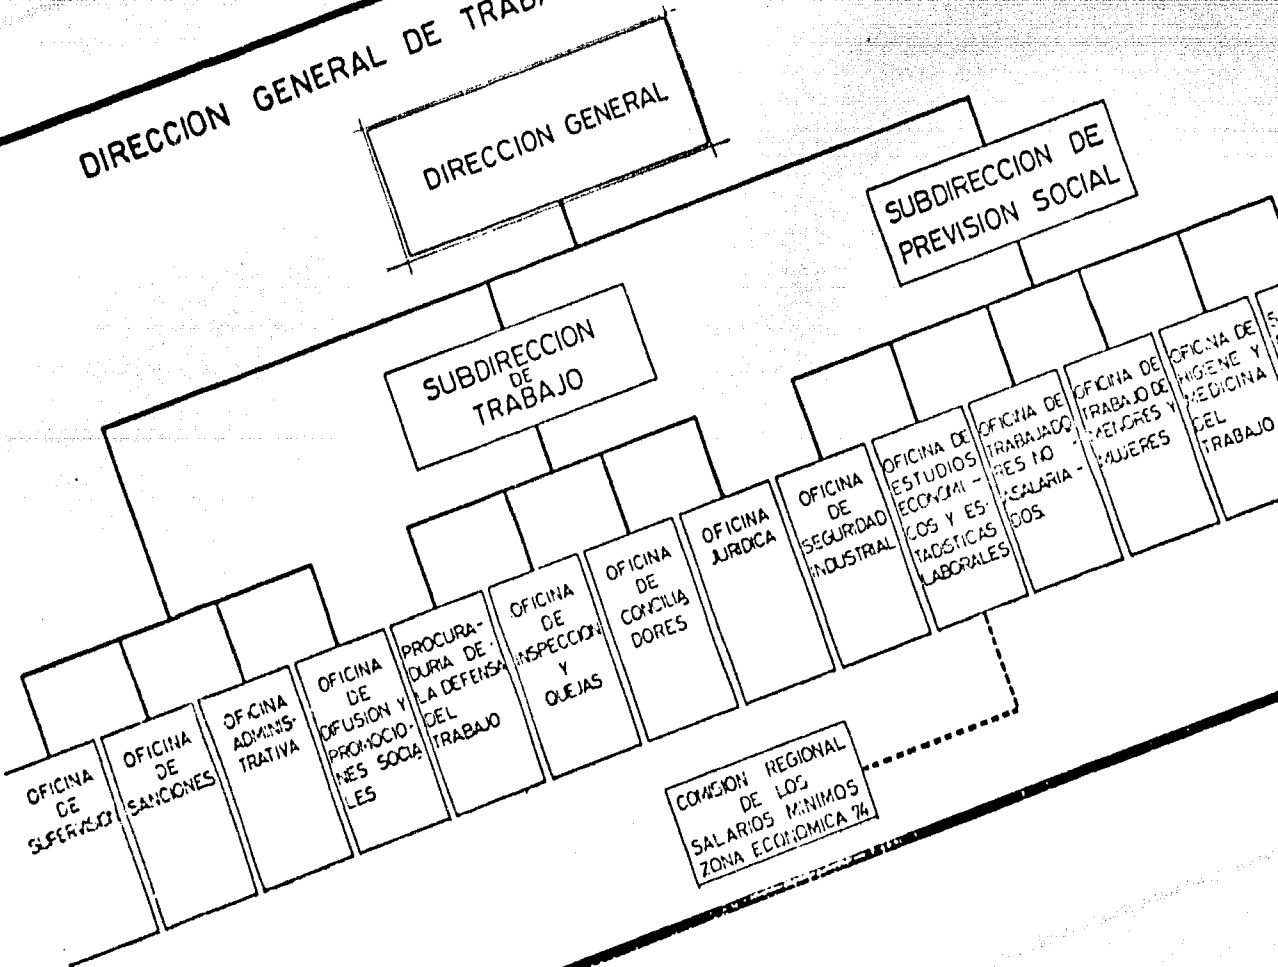 DIRECCION GENERAL DE
DIRECCION GENERAL
SUBDIRECCION DE
PREVISION SOCIAL
SUBDIRECCION
DE
TRABAJO
OFICINA
DE
SUPERVISION
OFICINA
DE
SANCIONES
OFICINA
ADMINIS-
TRATIVA
OFICINA
DE
DIFUSION Y
PROMOCIO-
NES SOCIA
LES
PROCURA-
DURIA DE
LA DEFENSA
DEL
TRABAJO
OFICINA
DE
INSPECCION
Y
QUEJAS
OFICINA
DE
CONCILIA
DORES
OFICINA
JURIDICA
OFICINA
DE
SEGURIDAD
INDUSTRIAL
OFICINA DE
ESTUDIOS
ECONOMI-
COS Y ES-
TADISTICAS
LABORALES
OFICINA DE
TRABAJADO
RES NO
ASALARIA-
DOS.
OFICINA DE
TRABAJO DE
MENORES Y
MUJERES
OFICINA DE
HIGIENE Y
MEDICINA
DEL
TRABAJO
COMISION REGIONAL
DE LOS
SALARIOS MINIMOS
ZONA ECONOMICA 74